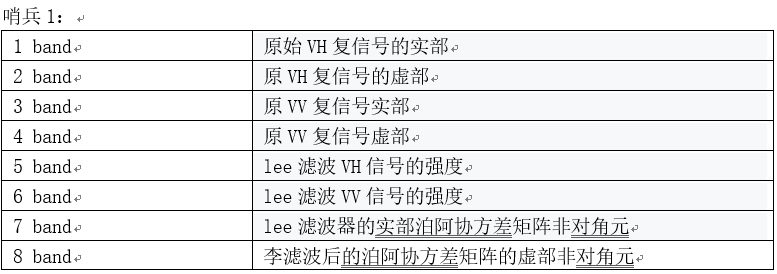 哨兵 1：
1 band 原始 VH 复信号的实部
2 band 原 VH 复信号的虚部
3 band 原 VV 复信号实部
4 band 原 VV 复信号虚部
5 band lee 滤波 VH 信号的强度
6 band lee 滤波 VV 信号的强度
7 band lee 滤波器的实部泊阿协方差矩阵非对角元
8 band 李滤波后的泊阿协方差矩阵的虚部非对角元